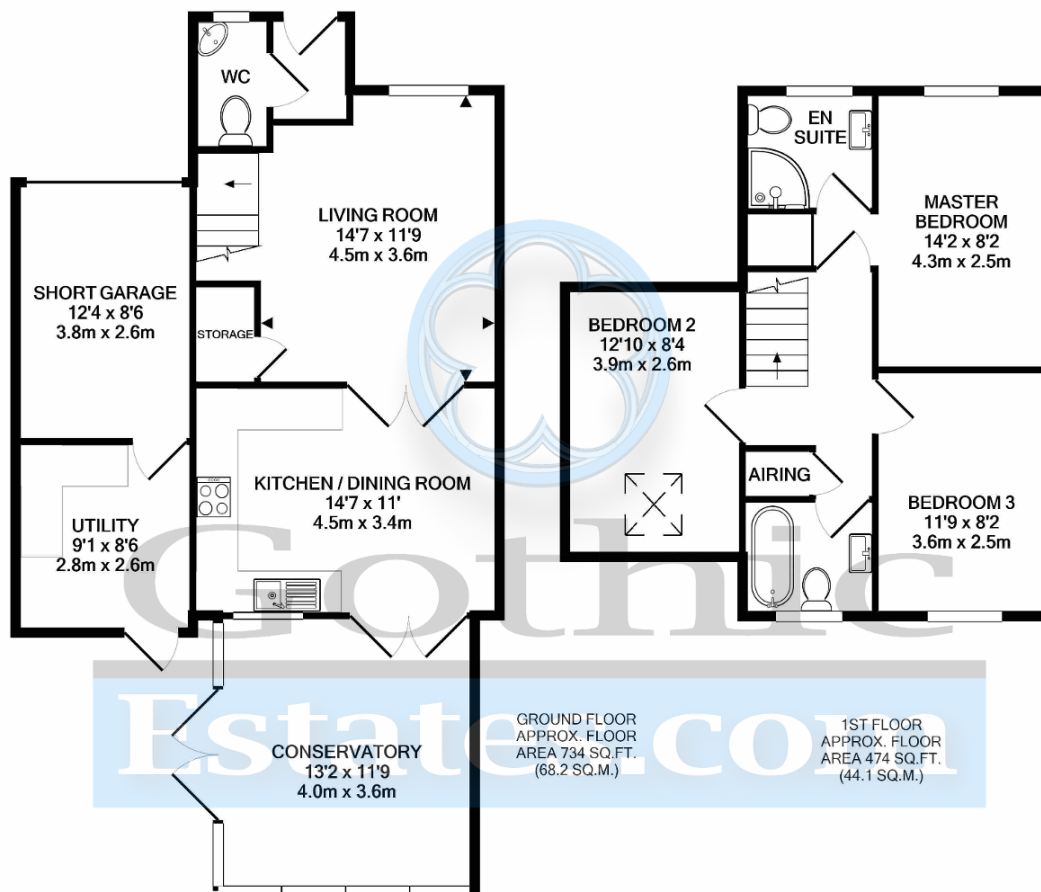 WC
LIVING ROOM
14'7 x 11'9
4.5m x 3.6m
SHORT GARAGE
12'4 x 8'6
3.8m x 2.6m
STORAGE
KITCHEN / DINING ROOM
14'7 x 11'
4.5m x 3.4m
UTILITY
9'1 x 8'6
2.8m x 2.6m
CONSERVATORY
13'2 x 11'9
4.0m x 3.6m
GROUND FLOOR
APPROX. FLOOR
AREA 734 SQ.FT.
(68.2 SQ.M.)
EN
SUITE
MASTER
BEDROOM
14'2 x 8'2
4.3m x 2.5m
BEDROOM 2
12'10 x 8'4
3.9m x 2.6m
AIRING
BEDROOM 3
11'9 x 8'2
3.6m x 2.5m
1ST FLOOR
APPROX. FLOOR
AREA 474 SQ.FT.
(44.1 SQ.M.)
Gothic
Estates.com